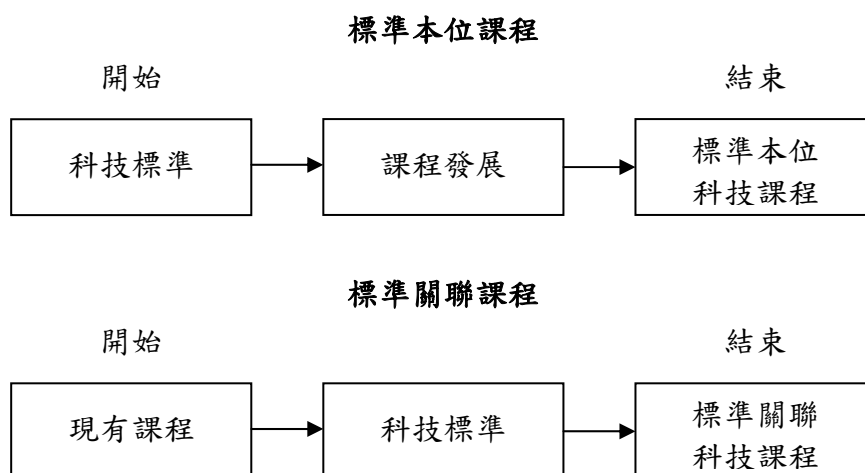 標準本位課程
開始
結束
科技標準
課程發展
標準本位
科技課程
標準關聯課程
開始
結束
現有課程
科技標準
標準關聯
科技課程